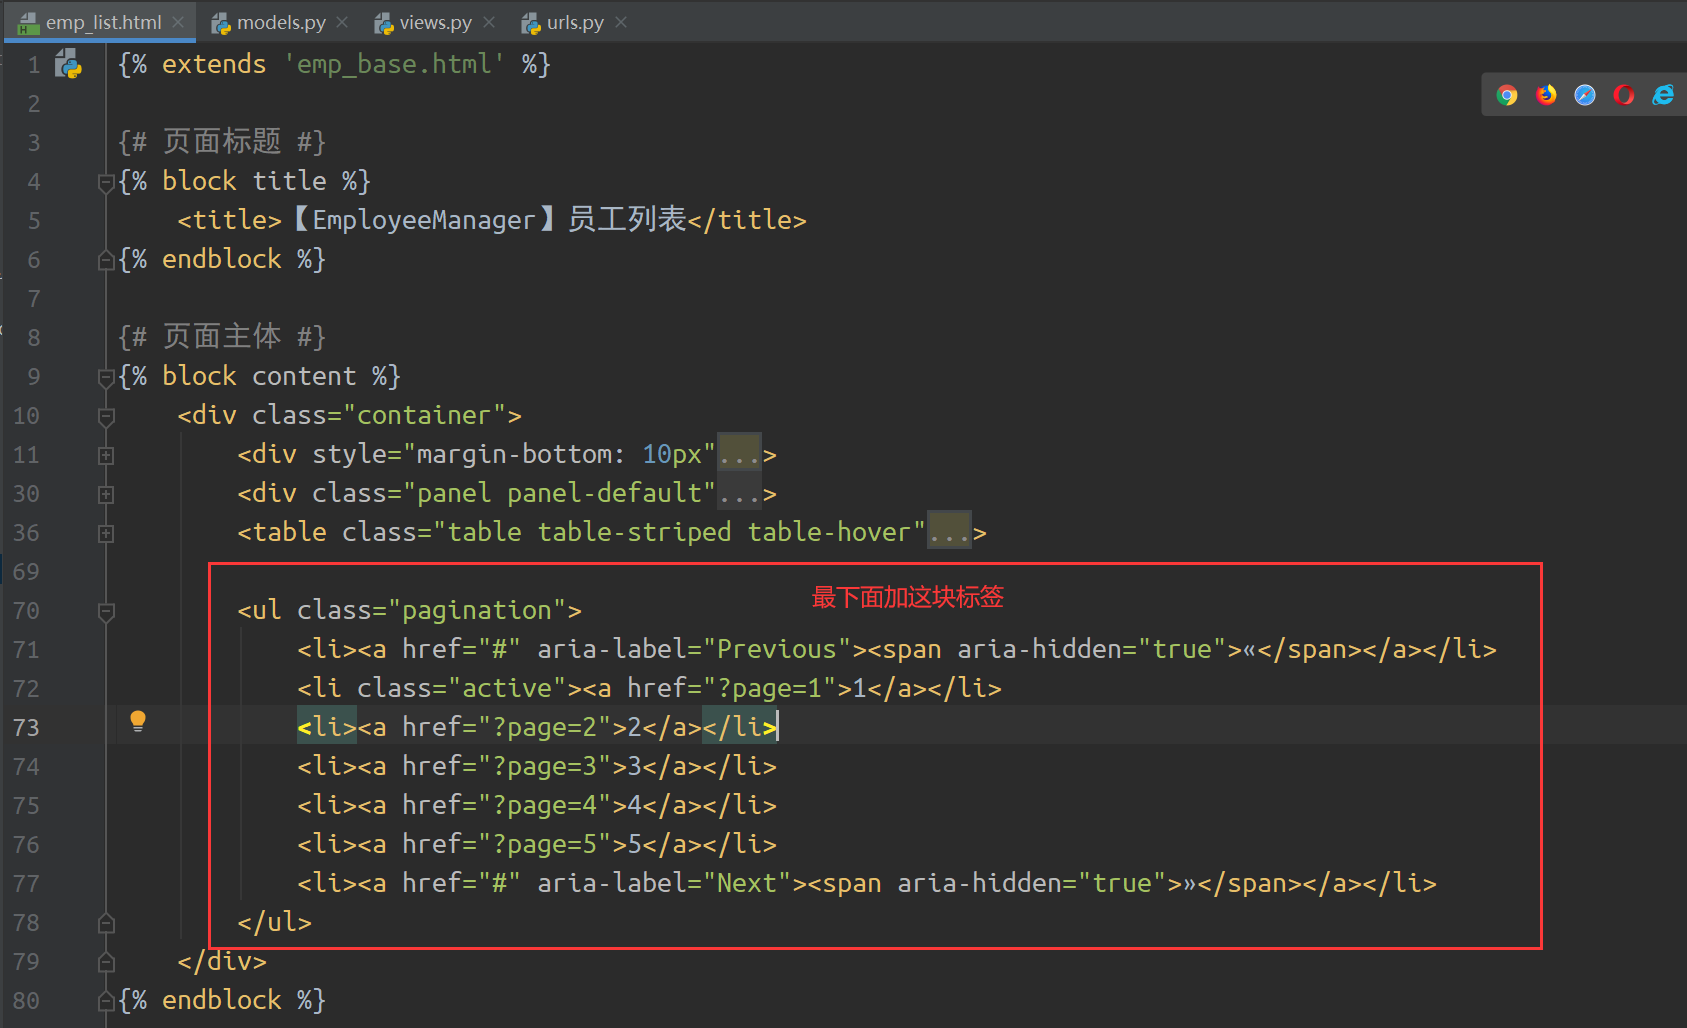 emp_list.html models.py views.py urls.py
1 {% extends 'emp_base.html' %}
2
3 {# 页面标题 #}
4 {% block title %}
5 <title>【EmployeeManager】员工列表</title>
6 {% endblock %}
7
8 {# 页面主体 #}
9 {% block content %}
10 <div class="container">
11 <div style="margin-bottom: 10px"...>
30 <div class="panel panel-default"...>
36 <table class="table table-striped table-hover"...>
69
最下面加这块标签
70 <ul class="pagination">
71 <li><a href="#" aria-label="Previous"><span aria-hidden="true">«</span></a></li>
72 <li class="active"><a href="?page=1">1</a></li>
73 <li><a href="?page=2">2</a></li>
74 <li><a href="?page=3">3</a></li>
75 <li><a href="?page=4">4</a></li>
76 <li><a href="?page=5">5</a></li>
77 <li><a href="#" aria-label="Next"><span aria-hidden="true">»</span></a></li>
78 </ul>
79 </div>
80 {% endblock %}